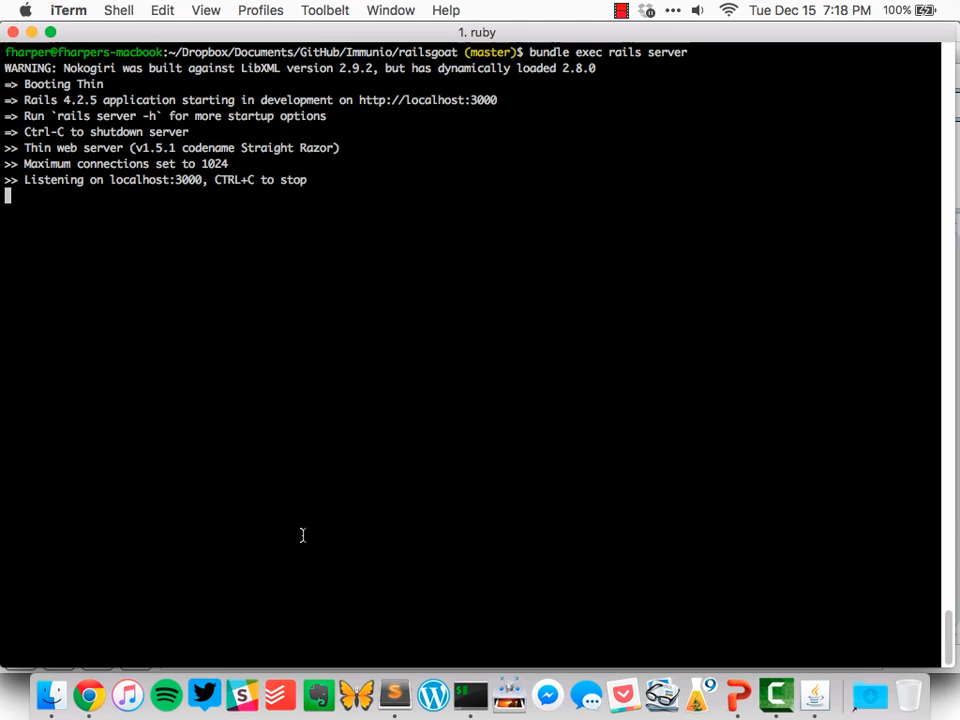 iTerm Shell Edit View Profiles Toolbelt Window Help Tue Dec 15 7:18 PM 100%
1. ruby
fharper@fharpers-macbook:~/Dropbox/Documents/GitHub/Immunio/railsgoat (master)$ bundle exec rails server
WARNING: Nokogiri was built against LibXML version 2.9.2, but has dynamically loaded 2.8.0
=> Booting Thin
=> Rails 4.2.5 application starting in development on http://localhost:3000
=> Run `rails server -h` for more startup options
=> Ctrl-C to shutdown server
>> Thin web server (v1.5.1 codename Straight Razor)
>> Maximum connections set to 1024
>> Listening on localhost:3000, CTRL+C to stop
9